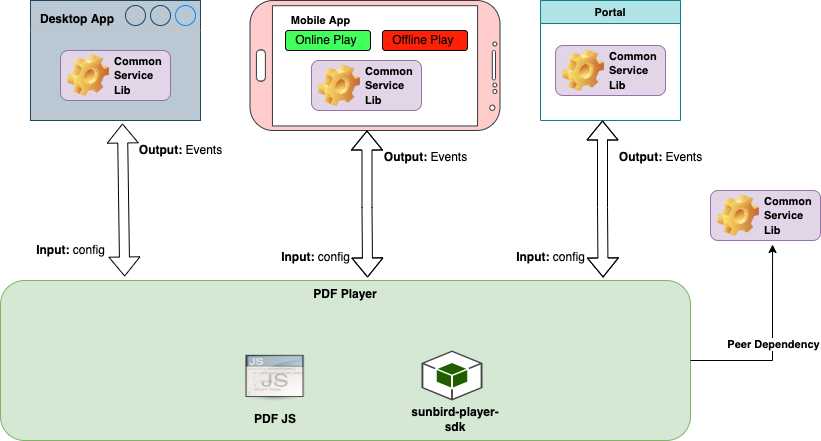 Desktop App
Common
Service
Lib
Mobile App
Online Play
Offline Play
Common
Service
Lib
Portal
Common
Service
Lib
Output: Events
Output: Events
Output: Events
Input: config
Input: config
Input: config
Common
Service
Lib
PDF Player
Peer Dependency
JS
JS
PDF JS
sunbird-player-
sdk